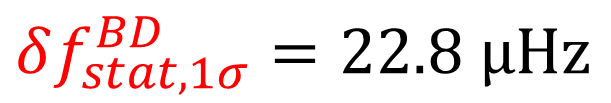 δf^{BD}_{stat,1σ} = 22.8 μHz